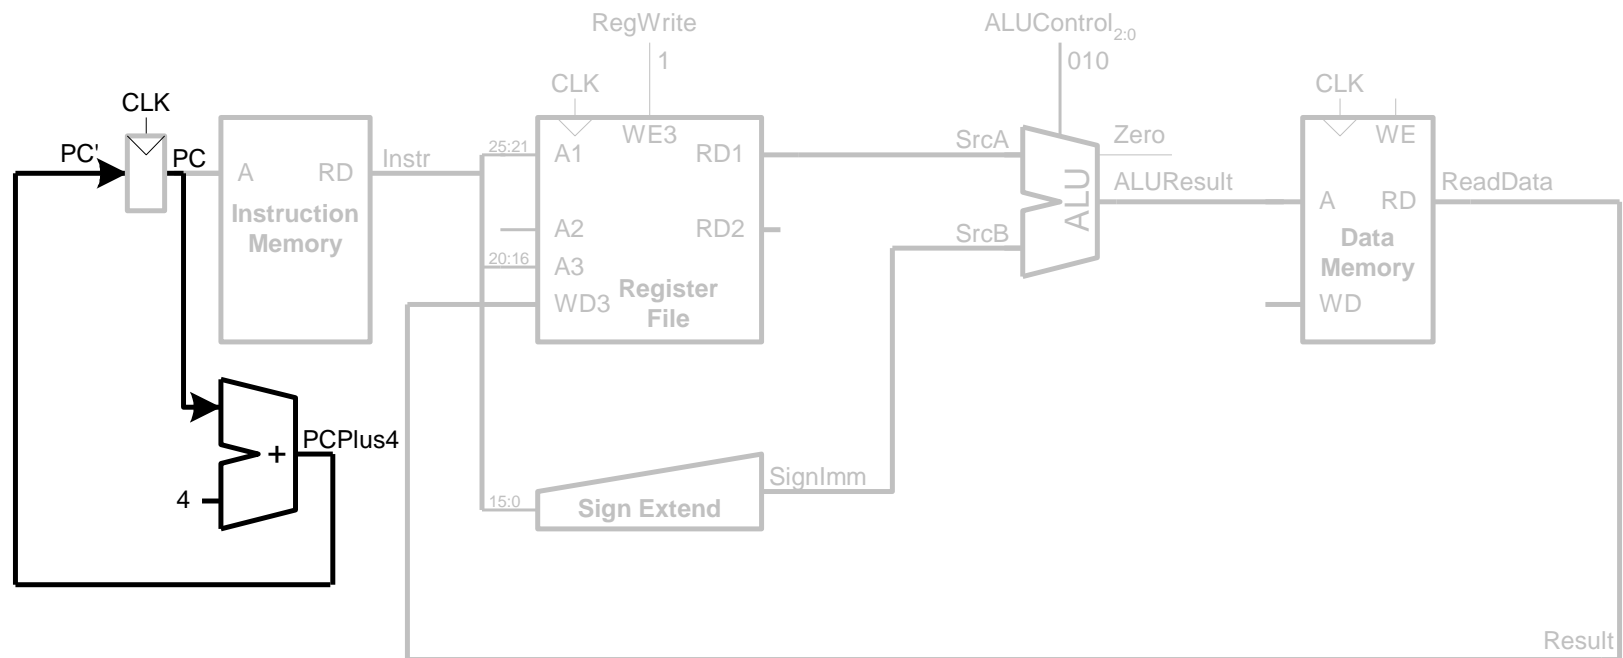 RegWrite
ALUControl2:0
1
010
CLK
CLK
CLK
PC'
PC
A
RD
Instruction
Memory
Instr
25:21
A1
WE3
RD1
A2
RD2
20:16
A3
WD3
Register
File
SrcA
SrcB
ALU
Zero
ALUResult
WE
A
RD
Data
Memory
WD
ReadData
+
PCPlus4
4
SignImm
15:0
Sign Extend
Result